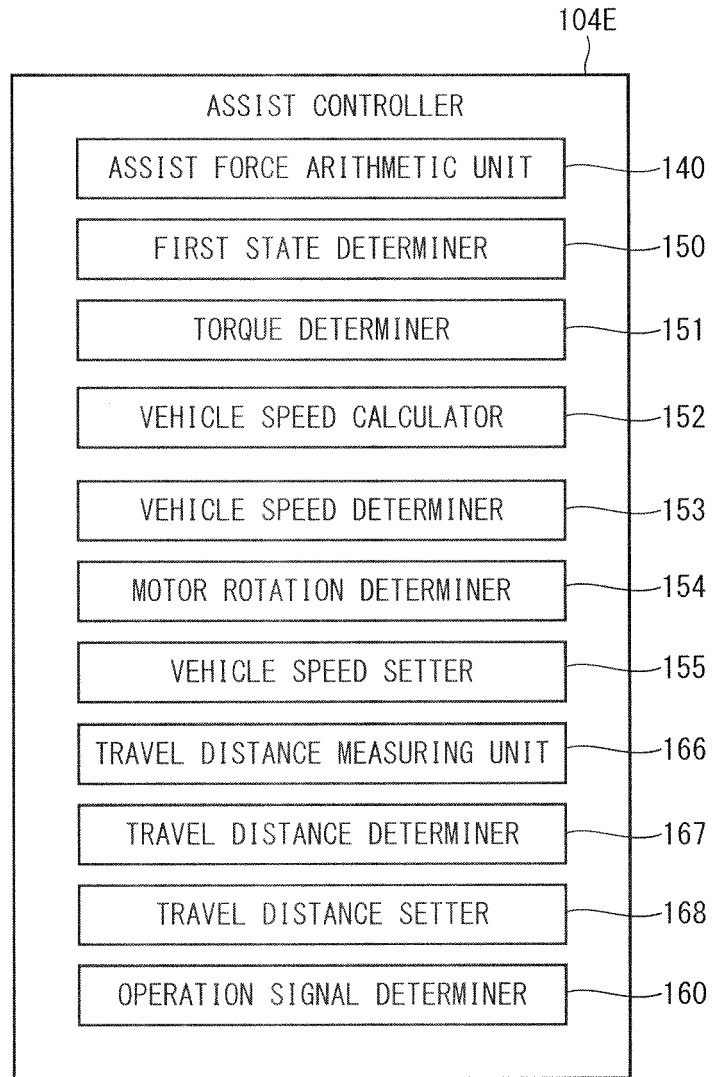 104E
ASSIST CONTROLLER
ASSIST FORCE ARITHMETIC UNIT 140
FIRST STATE DETERMINER 150
TORQUE DETERMINER 151
VEHICLE SPEED CALCULATOR 152
VEHICLE SPEED DETERMINER 153
MOTOR ROTATION DETERMINER 154
VEHICLE SPEED SETTER 155
TRAVEL DISTANCE MEASURING UNIT 166
TRAVEL DISTANCE DETERMINER 167
TRAVEL DISTANCE SETTER 168
OPERATION SIGNAL DETERMINER 160